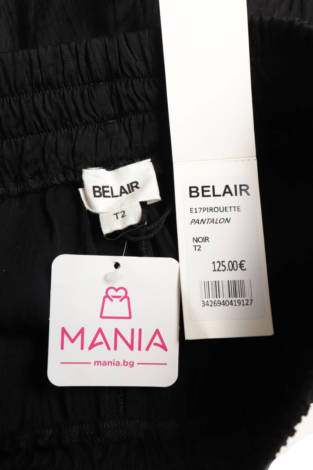 BELAIR
T2
BELAIR
E17PIROUETTE
PANTALON
NOIR
T2
125.00€
3426940419127
MANIA
mania.bg